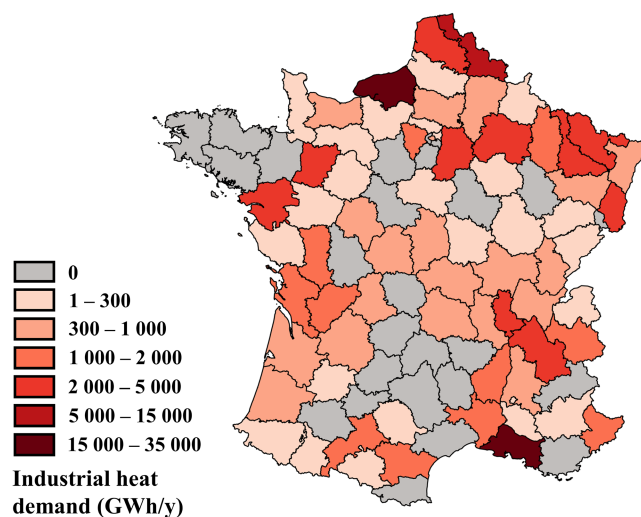 0
1 – 300
300 – 1 000
1 000 – 2 000
2 000 – 5 000
5 000 – 15 000
15 000 – 35 000
Industrial heat
demand (GWh/y)